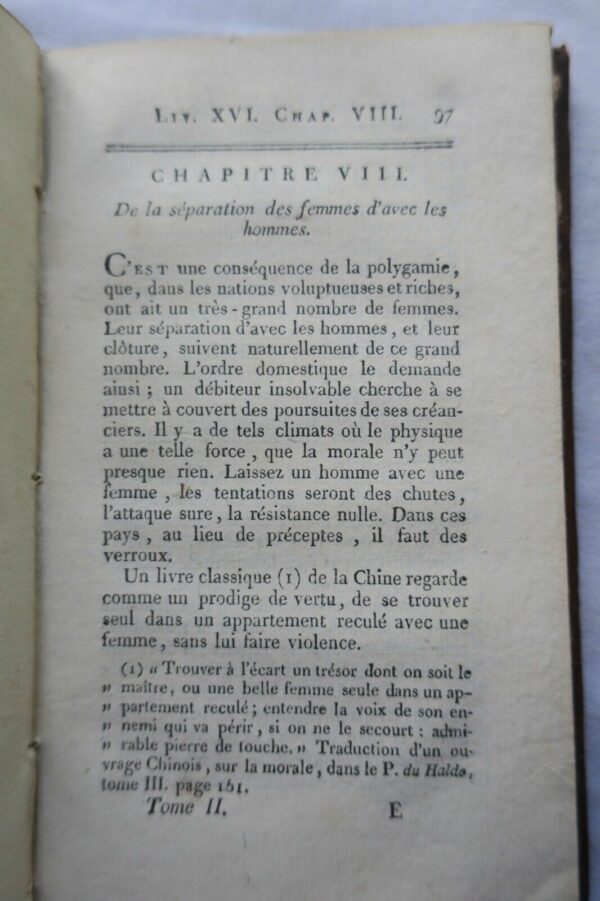 LIV. XVI. CHAP. VIII. 97
CHAPITRE VIII.
De la séparation des femmes d'avec les
hommes.
C'EST une conséquence de la polygamie,
que, dans les nations voluptueuses et riches,
ont ait un très-grand nombre de femmes.
Leur séparation d'avec les hommes, et leur
clôture, suivent naturellement de ce grand
nombre. L'ordre domestique le demande
ainsi ; un débiteur insolvable cherche à se
mettre à couvert des poursuites de ses créan-
ciers. Il y a de tels climats où le physique
a une telle force, que la morale n'y peut
presque rien. Laissez un homme avec une
femme, les tentations seront des chutes,
l'attaque sure, la résistance nulle. Dans ces
pays, au lieu de préceptes, il faut des
verroux.
Un livre classique (1) de la Chine regarde
comme un prodige de vertu, de se trouver
seul dans un appartement reculé avec une
femme, sans lui faire violence.
(1) « Trouver à l'écart un trésor dont on soit le
» maître, ou une belle femme seule dans un ap-
» partement reculé ; entendre la voix de son en-
» nemi qui va périr, si on ne le secourt : admi-
» rable pierre de touche. » Traduction d'un ou-
vrage Chinois, sur la morale, dans le P. du Halde,
tome III. page 151.
Tome II. E